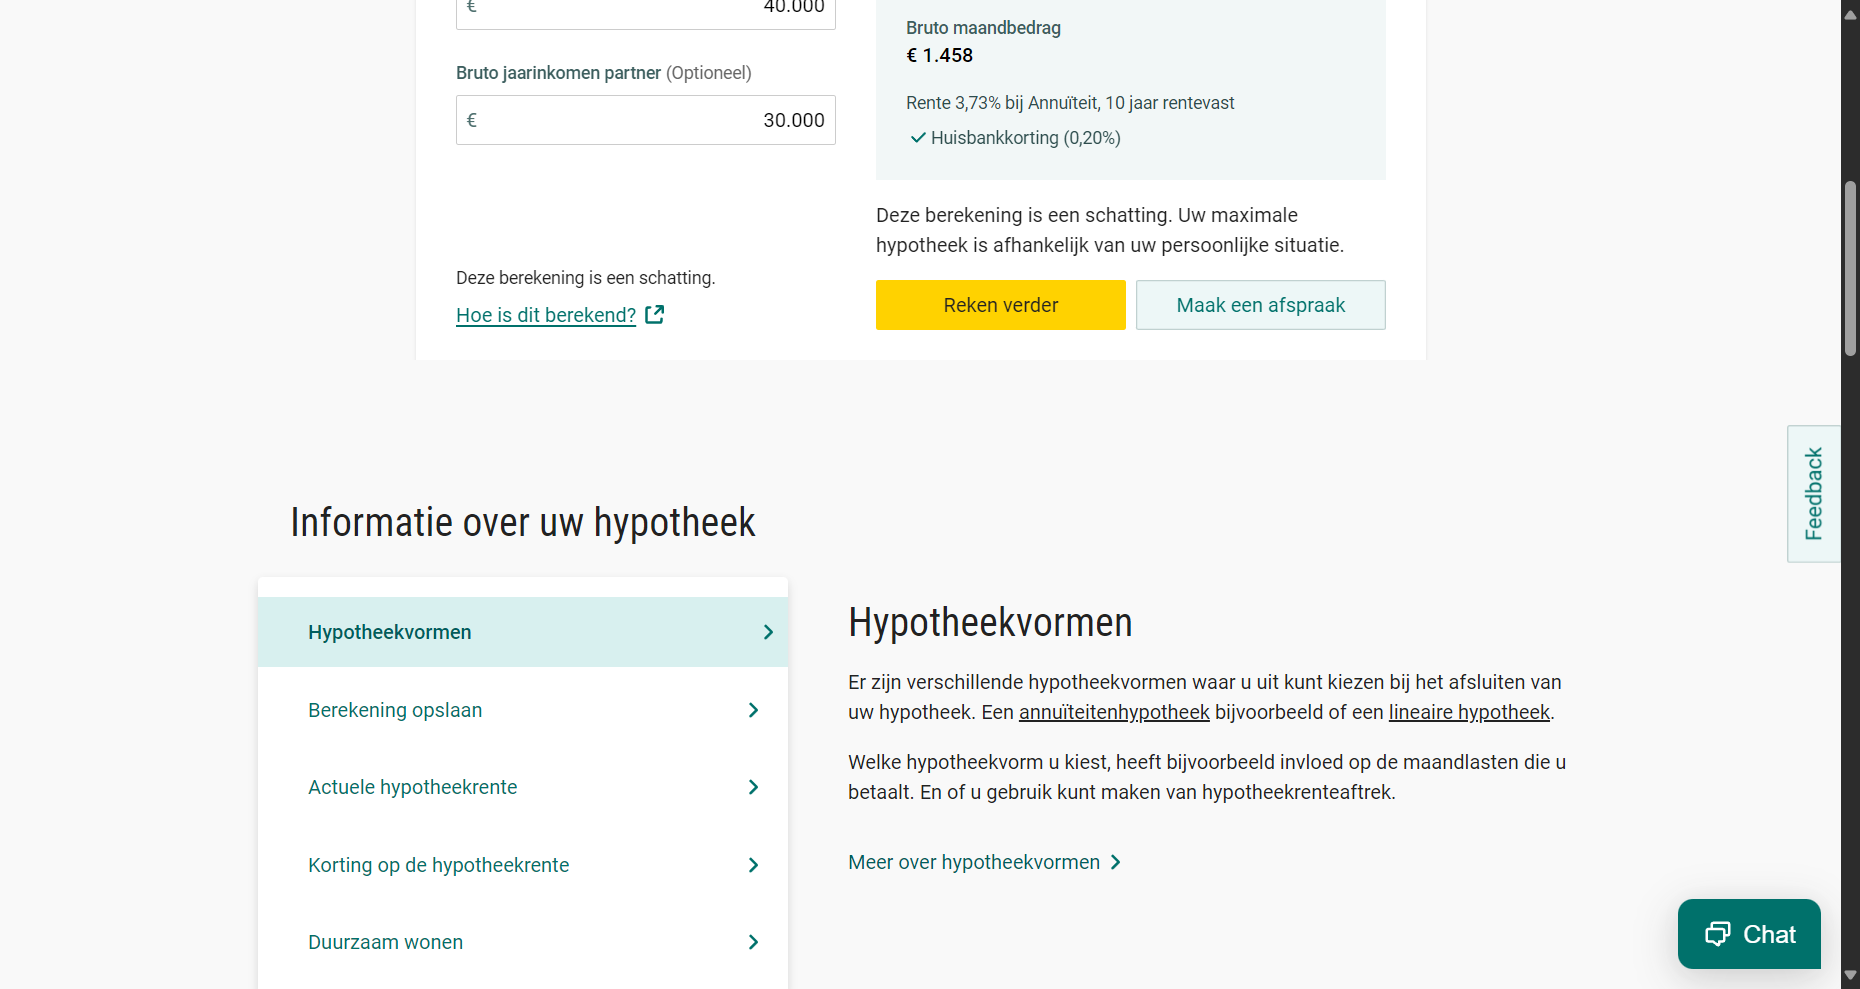 € 40.000
Bruto jaarinkomen partner (Optioneel)
€ 30.000
Deze berekening is een schatting.
Hoe is dit berekend?
Bruto maandbedrag
€ 1.458
Rente 3,73% bij Annuïteit, 10 jaar rentevast
Huisbankkorting (0,20%)
Deze berekening is een schatting. Uw maximale
hypotheek is afhankelijk van uw persoonlijke situatie.
Reken verder
Maak een afspraak
Feedback
Informatie over uw hypotheek
Hypotheekvormen
Berekening opslaan
Actuele hypotheekrente
Korting op de hypotheekrente
Duurzaam wonen
Hypotheekvormen
Er zijn verschillende hypotheekvormen waar u uit kunt kiezen bij het afsluiten van
uw hypotheek. Een annuïteitenhypotheek bijvoorbeeld of een lineaire hypotheek.
Welke hypotheekvorm u kiest, heeft bijvoorbeeld invloed op de maandlasten die u
betaalt. En of u gebruik kunt maken van hypotheekrenteaftrek.
Meer over hypotheekvormen
Chat